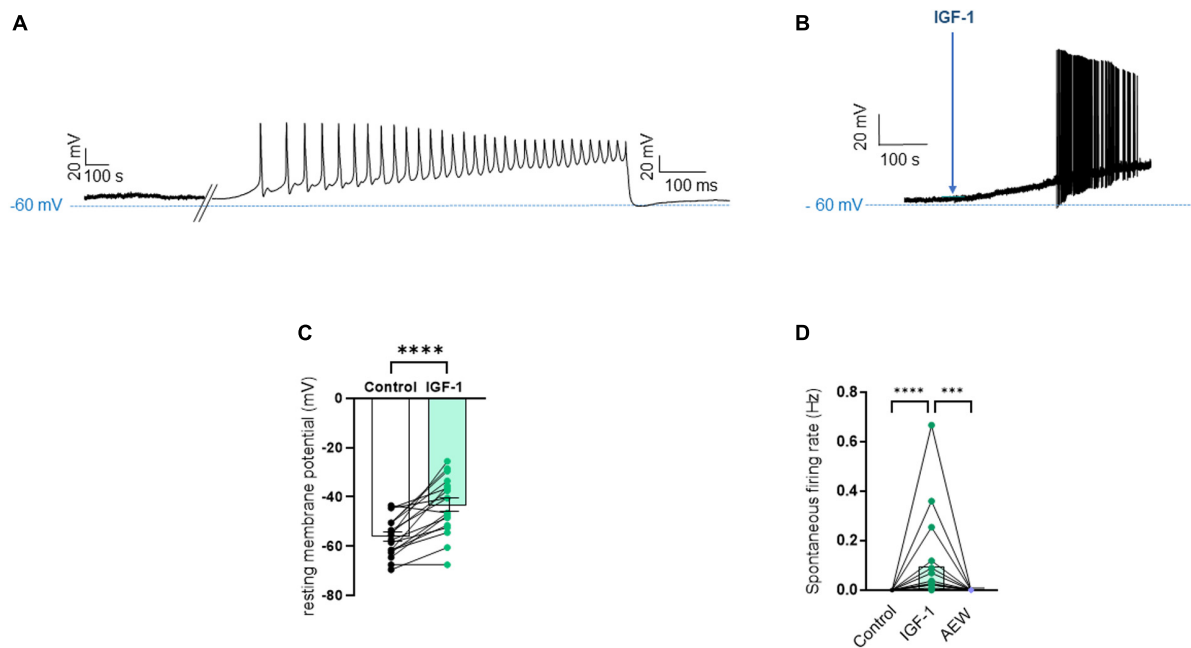 A
20 mV
100 s
-60 mV
20 mV
100 ms
B
IGF-1
20 mV
100 s
- 60 mV
C
****
Control IGF-1
resting membrane potential (mV)
0
-20
-40
-60
-80
D
**** ***
Spontaneous firing rate (Hz)
0.8
0.6
0.4
0.2
0.0
Control
IGF-1
AEW